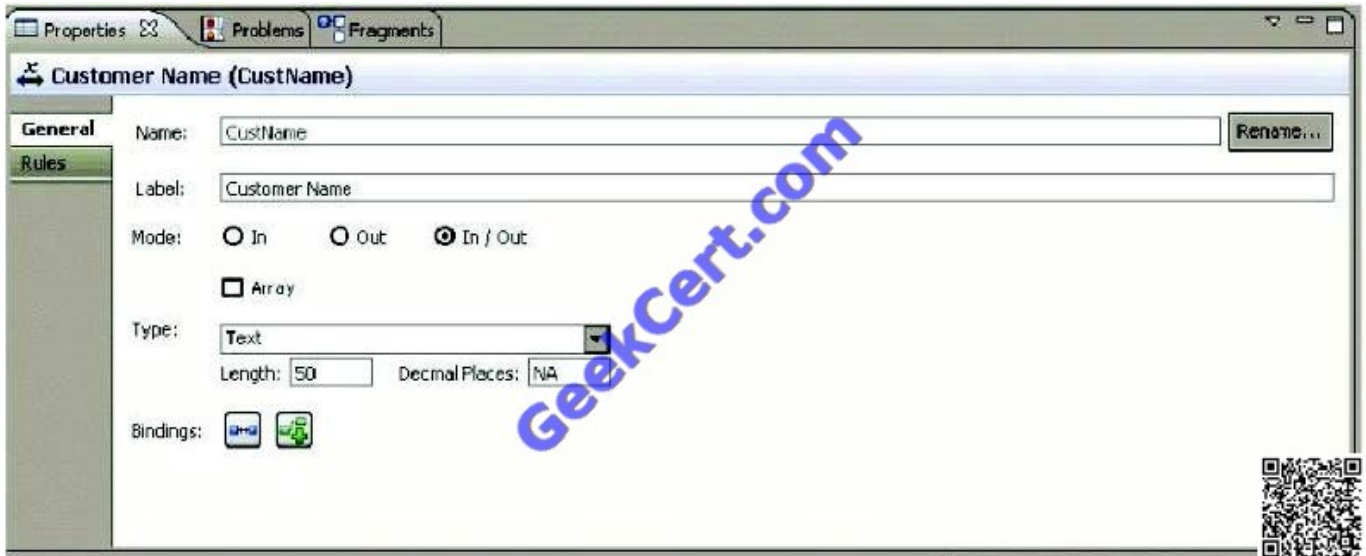 Properties Problems Fragments
Customer Name (CustName)
General
Rules
Name: CustName Rename...
Label: Customer Name
Mode: In Out In / Out
Array
Type: Text
Length: 50 Decmal Places: NA
Bindings:
GeekCert.com